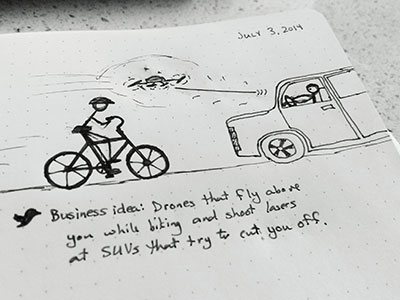 JULY 3, 2014
Business idea: Drones that fly above
you while biking and shoot lasers
at SUVs that try to cut you off.